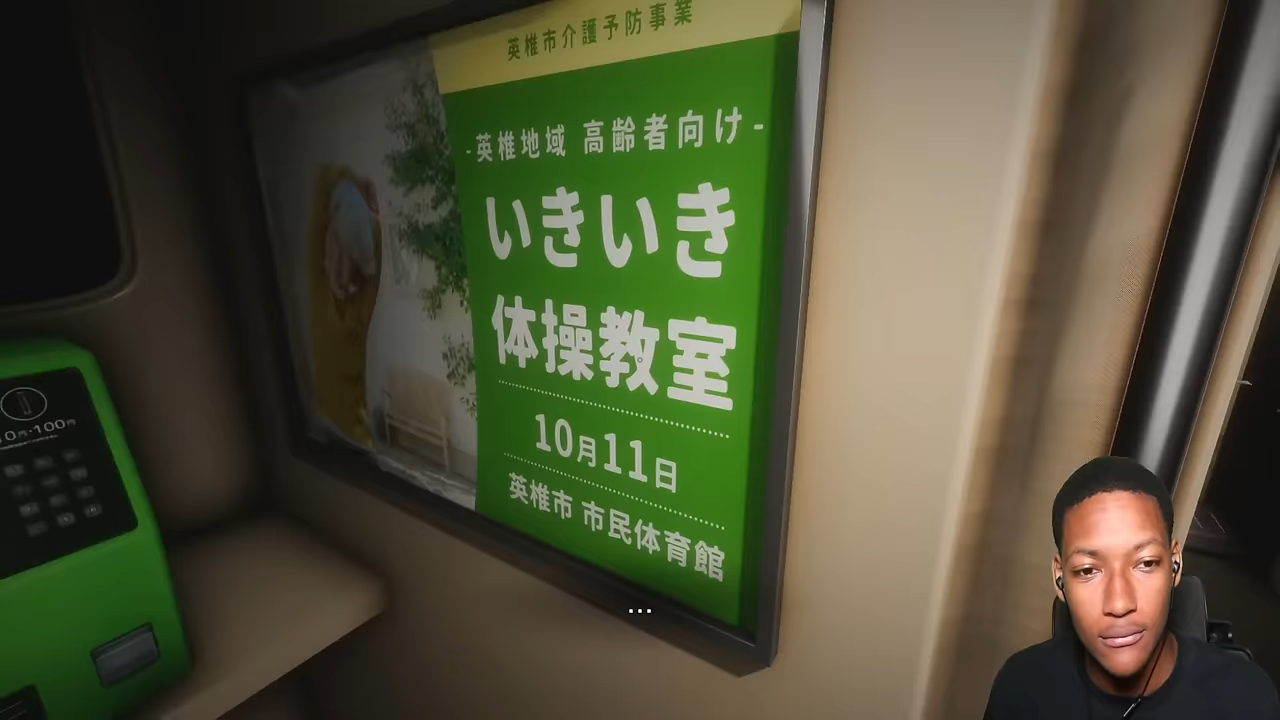 英椎市介護予防事業
-英椎地域 高齢者向け-
いきいき
体操教室
10月11日
英椎市 市民体育館
...